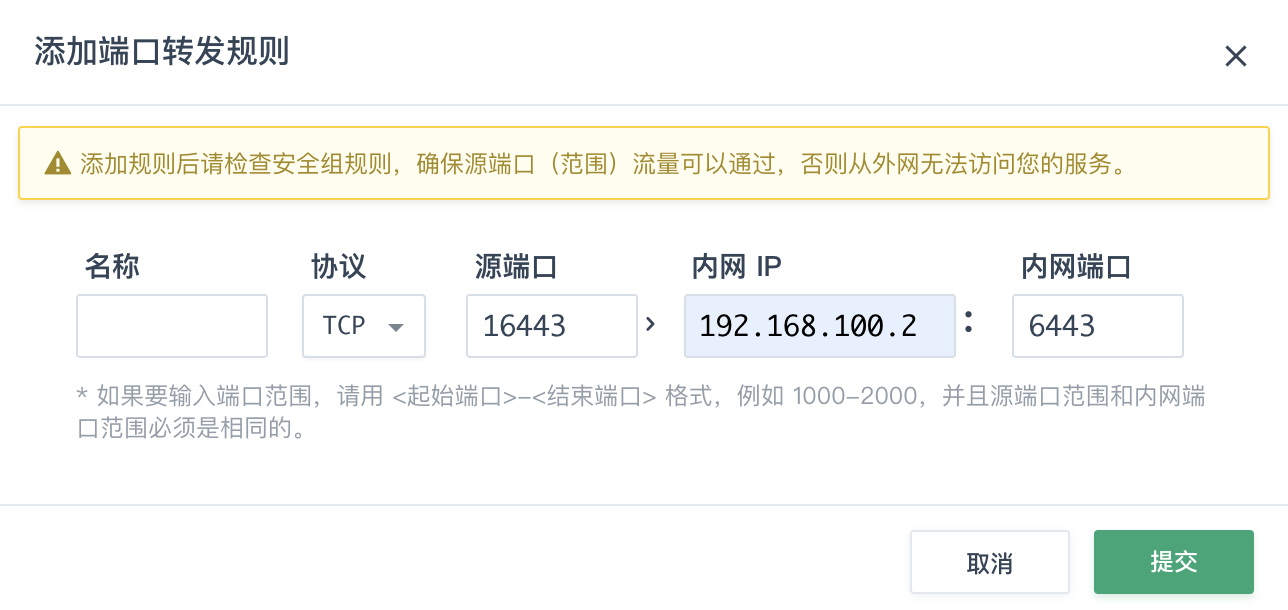 添加端口转发规则
添加规则后请检查安全组规则，确保源端口（范围）流量可以通过，否则从外网无法访问您的服务。
名称 协议 源端口 内网 IP 内网端口
TCP 16443 › 192.168.100.2 : 6443
* 如果要输入端口范围，请用 <起始端口>-<结束端口> 格式，例如 1000-2000，并且源端口范围和内网端
口范围必须是相同的。
取消 提交